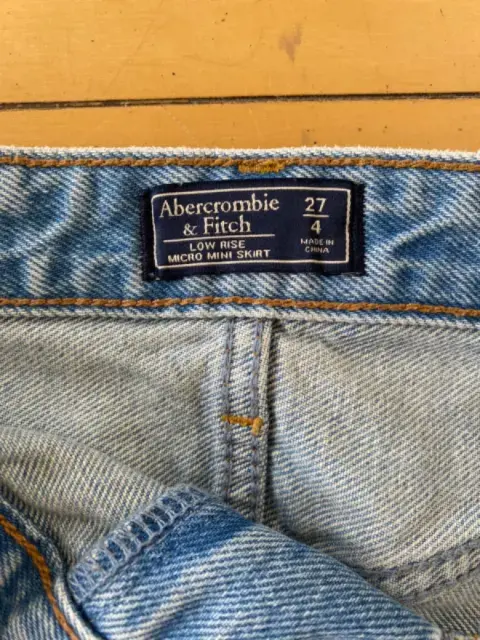 Abercrombie
& Fitch
LOW RISE
MICRO MINI SKIRT
27
4
MADE IN
CHINA